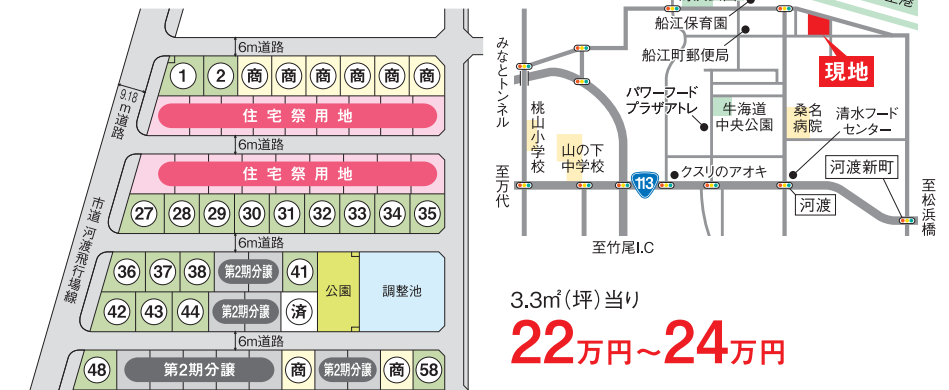 6m道路
1 2 商 商 商 商 商 商
9.18m道路
住宅祭用地
6m道路
住宅祭用地
27 28 29 30 31 32 33 34 35
市道 河渡飛行場線
6m道路
36 37 38 第2期分譲 41
公園
調整池
42 43 44 第2期分譲 済
6m道路
48 第2期分譲 商 第2期分譲 商 58
船江保育園
船江町郵便局
現地
みなとトンネル
パワーフード
プラザアトレ
牛海道
中央公園
桑名
病院
清水フード
センター
桃山小学校
山の下
中学校
クスリのアオキ
河渡新町
至万代
113
河渡
至松浜橋
至竹尾I.C
3.3㎡(坪)当り
22万円~24万円